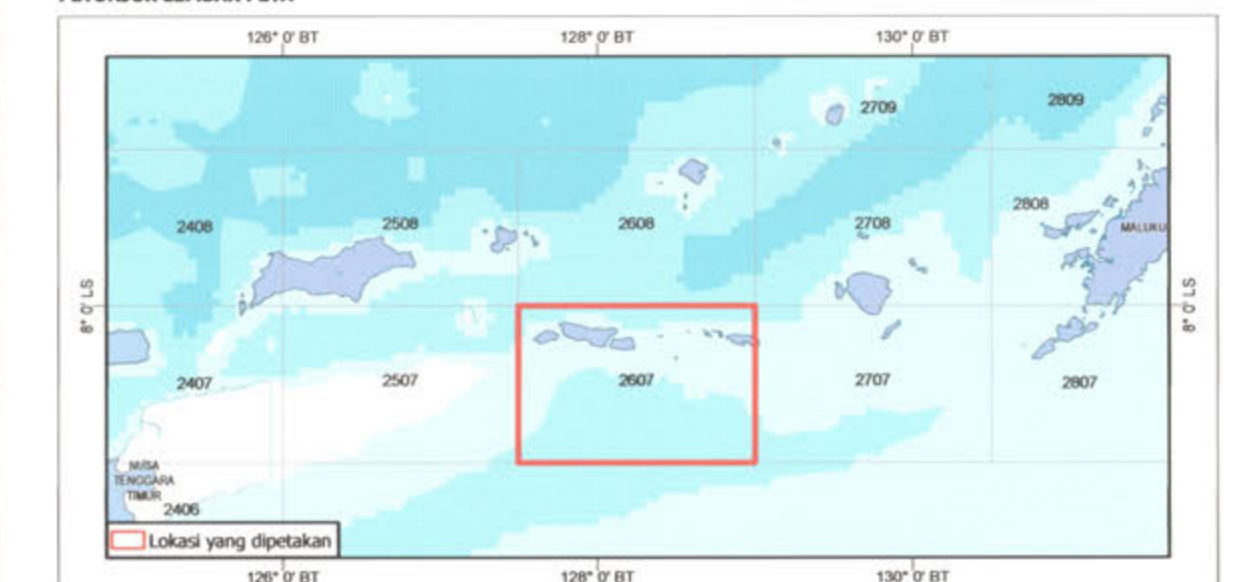 126° 0' BT 128° 0' BT 130° 0' BT
2709 2809
2408 2508 2608 2708 2808
MALUKU
8° 0' LS 8° 0' LS
2407 2507 2607 2707 2807
NUSA
TENGGARA
TIMUR
2406
Lokasi yang dipetakan
126° 0' BT 128° 0' BT 130° 0' BT